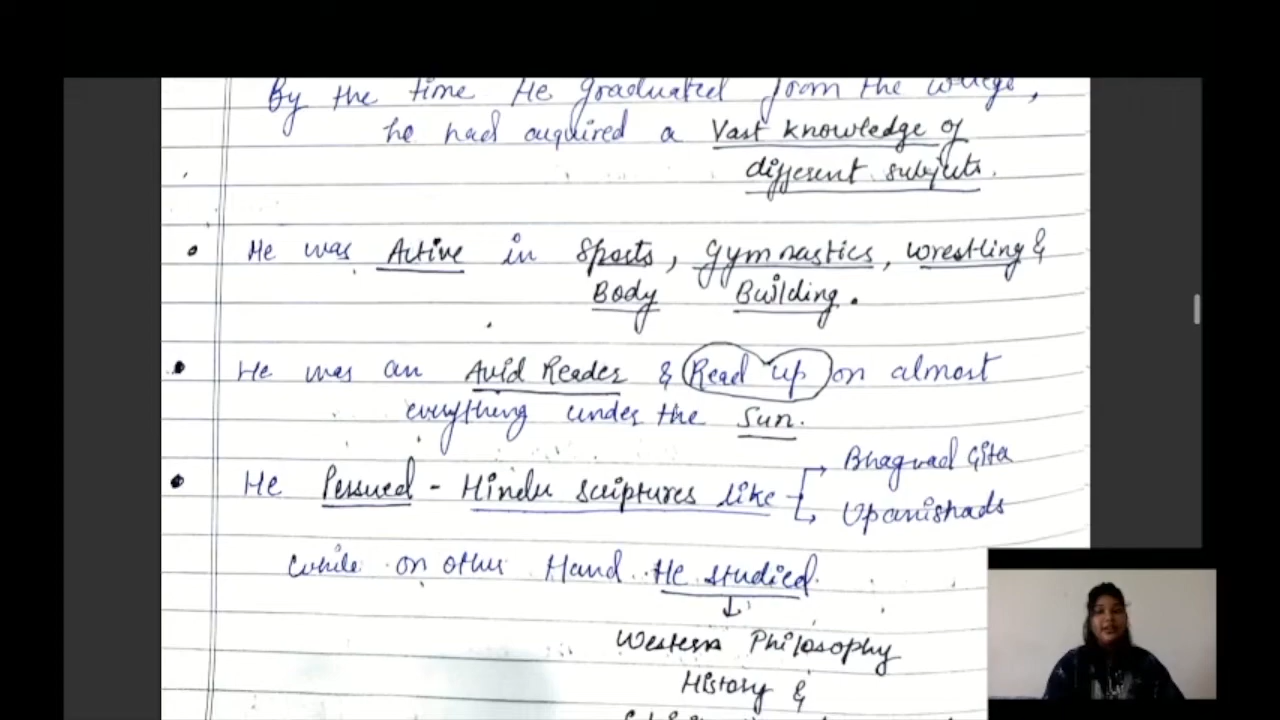 By the time He graduated from the college,
he had acquired a Vast knowledge of
different subjects.
He was Active in Sports, Gymnastics, wrestling &
Body Building.
He was an Avid Reader & Read up on almost
everything under the Sun.
He Persued - Hindu scriptures like
Bhagvad Gita
Upanishads
while on other Hand. He studied.
Western Philosophy
History &